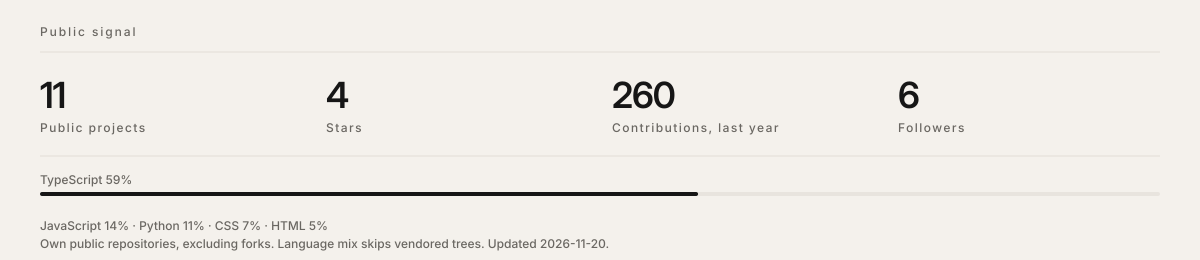 Public signal
11
Public projects
4
Stars
260
Contributions, last year
6
Followers
TypeScript 59%
JavaScript 14% · Python 11% · CSS 7% · HTML 5%
Own public repositories, excluding forks. Language mix skips vendored trees. Updated 2026-11-20.